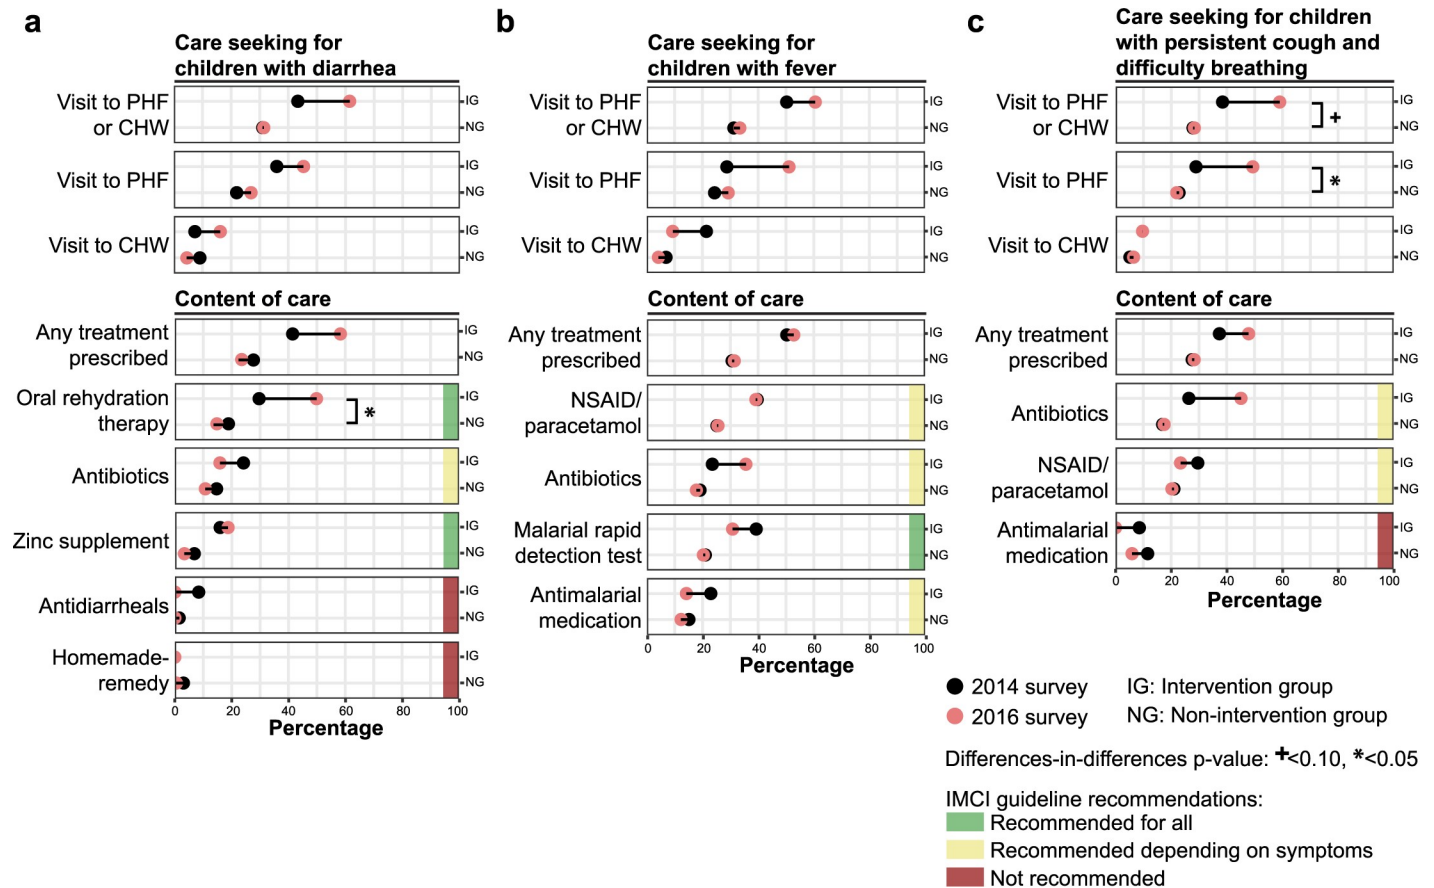 a
Care seeking for
children with diarrhea
Visit to PHF
or CHW
IG
NG
Visit to PHF
IG
NG
Visit to CHW
IG
NG
Content of care
Any treatment
prescribed
IG
NG
Oral rehydration
therapy
IG
NG
*
Antibiotics
IG
NG
Zinc supplement
IG
NG
Antidiarrheals
IG
NG
Homemade-
remedy
IG
NG
0 20 40 60 80 100
Percentage
b
Care seeking for
children with fever
Visit to PHF
or CHW
IG
NG
Visit to PHF
IG
NG
Visit to CHW
IG
NG
Content of care
Any treatment
prescribed
IG
NG
NSAID/
paracetamol
IG
NG
Antibiotics
IG
NG
Malarial rapid
detection test
IG
NG
Antimalarial
medication
IG
NG
0 20 40 60 80 100
Percentage
c
Care seeking for children
with persistent cough and
difficulty breathing
Visit to PHF
or CHW
IG
NG
+
Visit to PHF
IG
NG
*
Visit to CHW
IG
NG
Content of care
Any treatment
prescribed
IG
NG
Antibiotics
IG
NG
NSAID/
paracetamol
IG
NG
Antimalarial
medication
IG
NG
0 20 40 60 80 100
Percentage
2014 survey
2016 survey
IG: Intervention group
NG: Non-intervention group
Differences-in-differences p-value: +<0.10, *<0.05
IMCI guideline recommendations:
Recommended for all
Recommended depending on symptoms
Not recommended